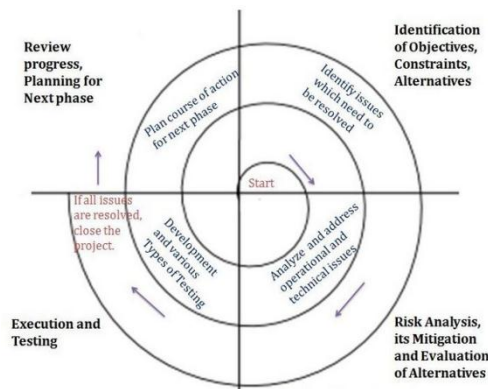 Review
progress,
Planning for
Next phase
Identification
of Objectives,
Constraints,
Alternatives
Plan course of action
for next phase
Identify issues
which need to
be resolved
Start
If all issues
are resolved,
close the
project.
Development
and various
Types of Testing
Analyze and address
operational and
technical issues
Execution and
Testing
Risk Analysis,
its Mitigation
and Evaluation
of Alternatives